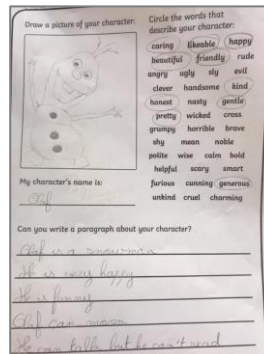 Draw a picture of your character:
Circle the words that
describe your character:
caring likeable happy
beautiful friendly rude
angry ugly sly evil
clever handsome kind
honest nasty gentle
pretty wicked cross
grumpy horrible brave
shy mean noble
polite wise calm bold
helpful scary smart
furious cunning generous
unkind cruel charming
My character's name is:
Olif
Can you write a paragraph about your character?
Olif is a snowman
He is very happy
He is funny
Olif can
He can talk but he can't read